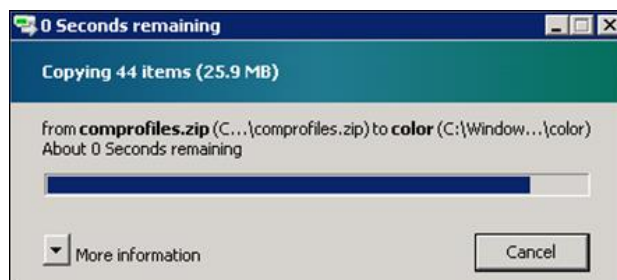 0 Seconds remaining
Copying 44 items (25.9 MB)
from comprofiles.zip (C...\comprofiles.zip) to color (C:\Window...\color)
About 0 Seconds remaining
More information
Cancel